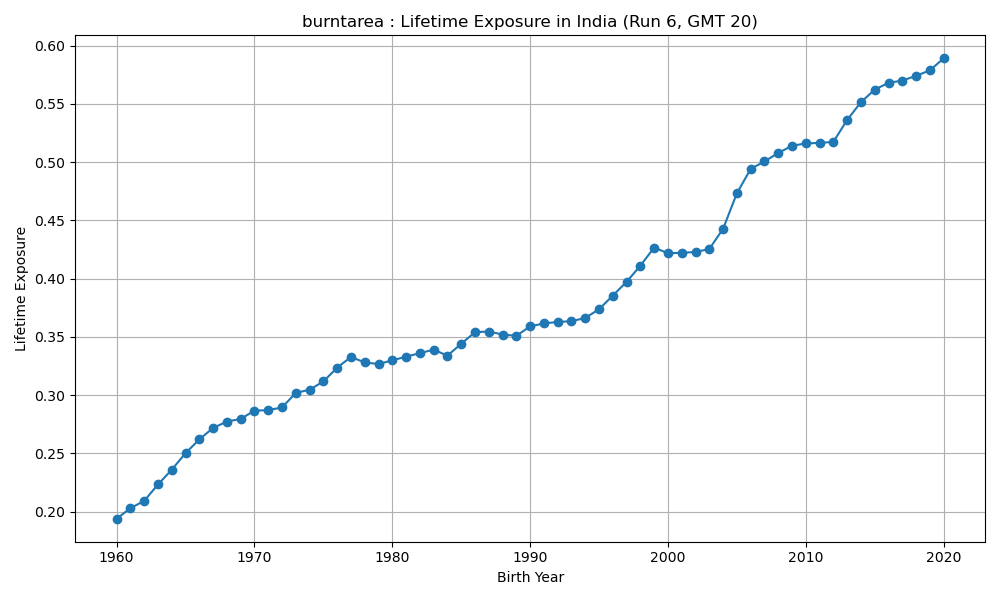 burntarea : Lifetime Exposure in India (Run 6, GMT 20)
Lifetime Exposure
0.60
0.55
0.50
0.45
0.40
0.35
0.30
0.25
0.20
1960 1970 1980 1990 2000 2010 2020
Birth Year